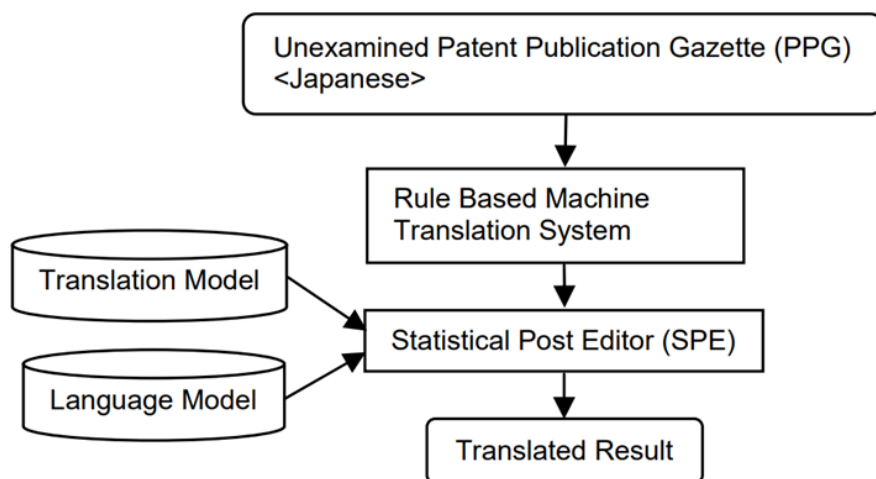 Unexamined Patent Publication Gazette (PPG)
<Japanese>
Rule Based Machine
Translation System
Translation Model
Statistical Post Editor (SPE)
Language Model
Translated Result